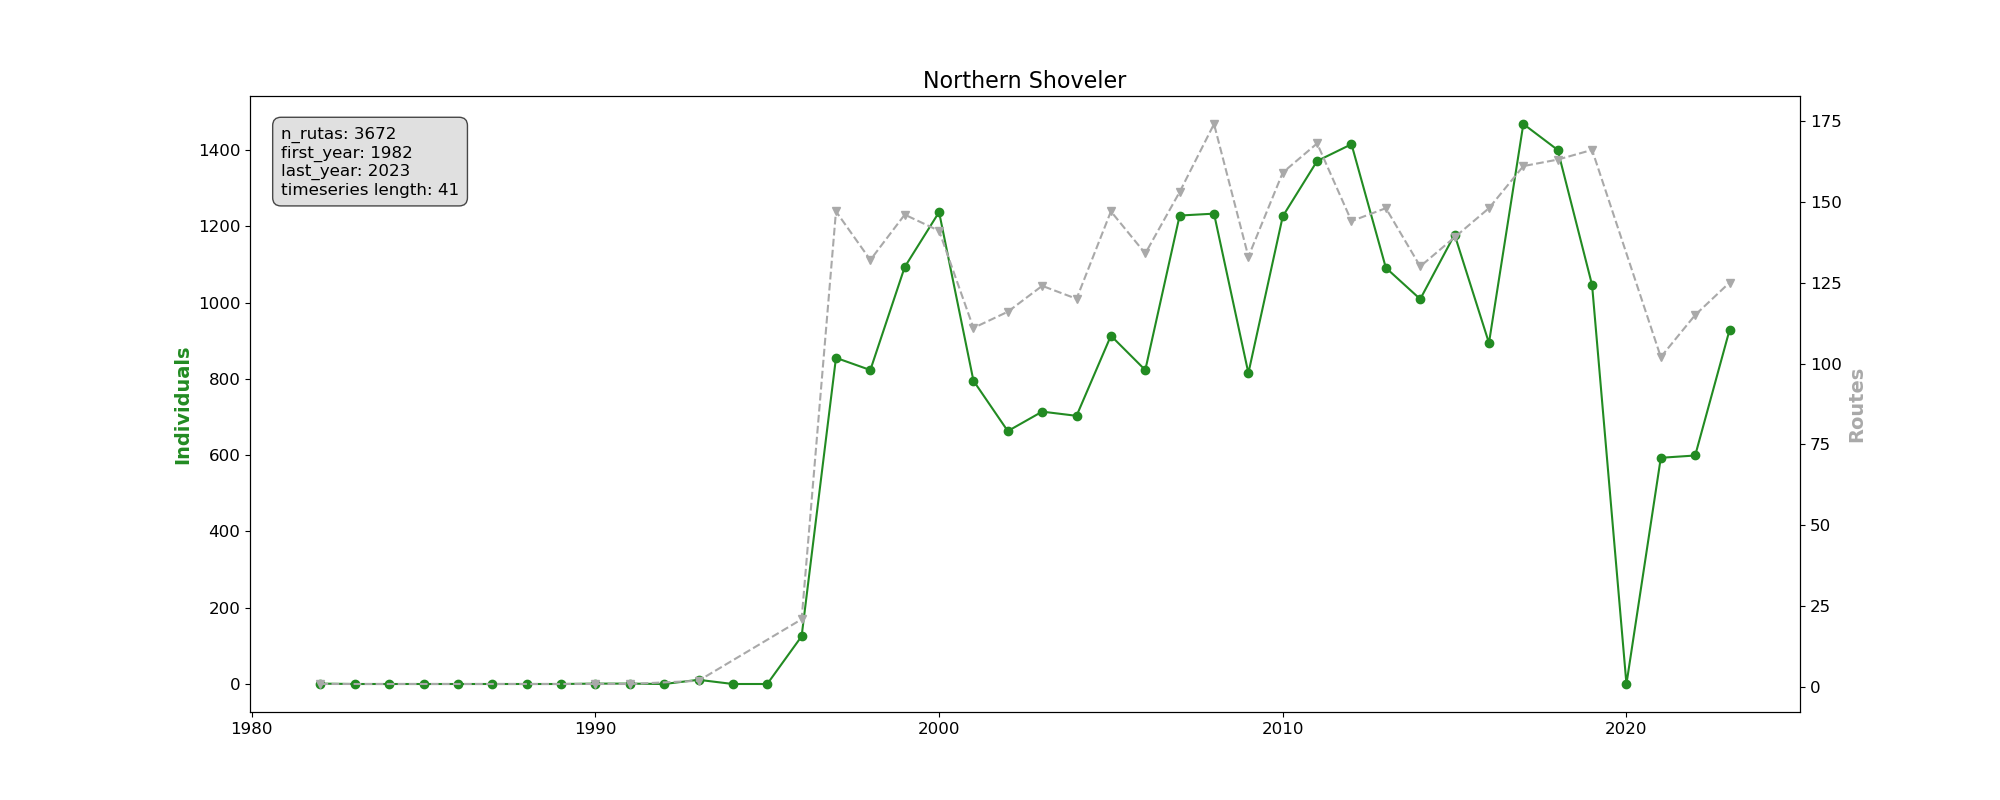 Northern Shoveler
n_rutas: 3672
first_year: 1982
last_year: 2023
timeseries length: 41
Individuals
1400
1200
1000
800
600
400
200
0
175
150
125
100
75
50
25
0
Routes
1980 1990 2000 2010 2020